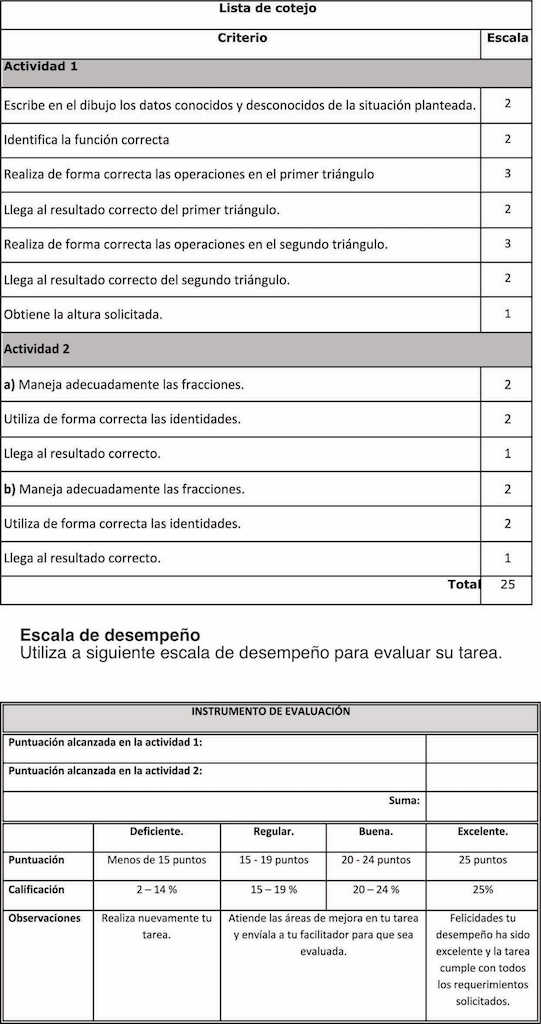 Lista de cotejo
Criterio Escala
Actividad 1
Escribe en el dibujo los datos conocidos y desconocidos de la situación planteada. 2
Identifica la función correcta 2
Realiza de forma correcta las operaciones en el primer triángulo 3
Llega al resultado correcto del primer triángulo. 2
Realiza de forma correcta las operaciones en el segundo triángulo. 3
Llega al resultado correcto del segundo triángulo. 2
Obtiene la altura solicitada. 1
Actividad 2
a) Maneja adecuadamente las fracciones. 2
Utiliza de forma correcta las identidades. 2
Llega al resultado correcto. 1
b) Maneja adecuadamente las fracciones. 2
Utiliza de forma correcta las identidades. 2
Llega al resultado correcto. 1
Total 25
Escala de desempeño
Utiliza a siguiente escala de desempeño para evaluar su tarea.
INSTRUMENTO DE EVALUACIÓN
Puntuación alcanzada en la actividad 1:
Puntuación alcanzada en la actividad 2:
Suma:
Deficiente. Regular. Buena. Excelente.
Puntuación Menos de 15 puntos 15 - 19 puntos 20 - 24 puntos 25 puntos
Calificación 2 – 14 % 15 – 19 % 20 – 24 % 25%
Observaciones Realiza nuevamente tu Atiende las áreas de mejora en tu tarea Felicidades tu
tarea. y envíala a tu facilitador para que sea desempeño ha sido
evaluada. excelente y la tarea
cumple con todos
los requerimientos
solicitados.